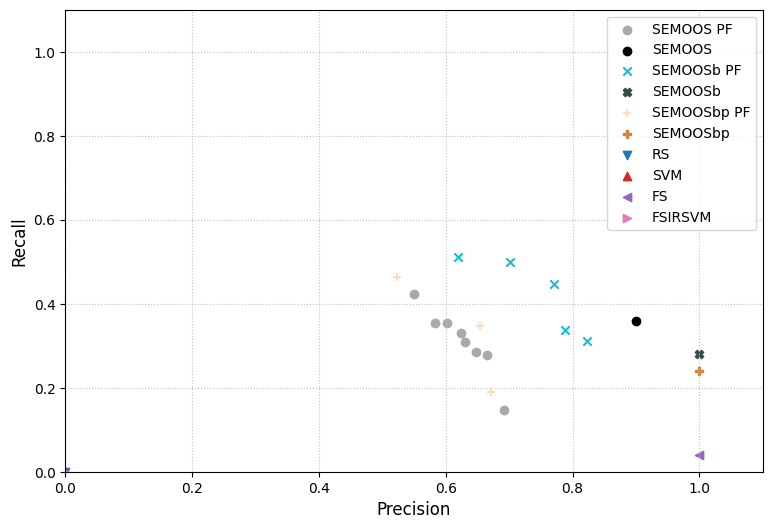 SEMOOS PF
SEMOOS
SEMOOSb PF
SEMOOSb
SEMOOSbp PF
SEMOOSbp
RS
SVM
FS
FSIRSVM
1.0
0.8
0.6
0.4
0.2
0.0
Recall
0.0 0.2 0.4 0.6 0.8 1.0
Precision